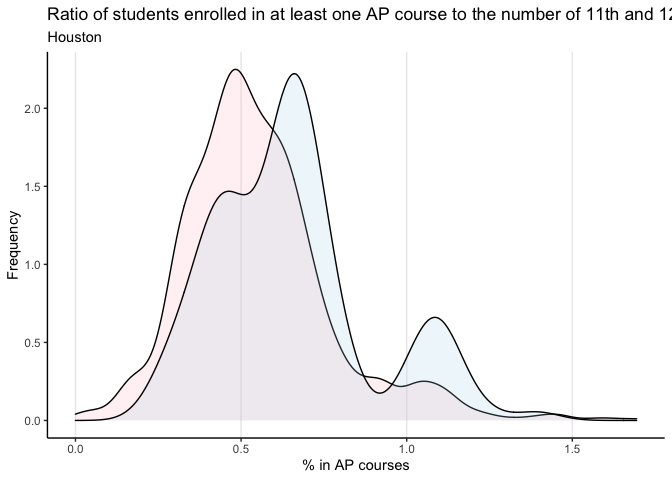 Ratio of students enrolled in at least one AP course to the number of 11th and
Houston
2.0
1.5
1.0
0.5
0.0
Frequency
0.0 0.5 1.0 1.5
% in AP courses